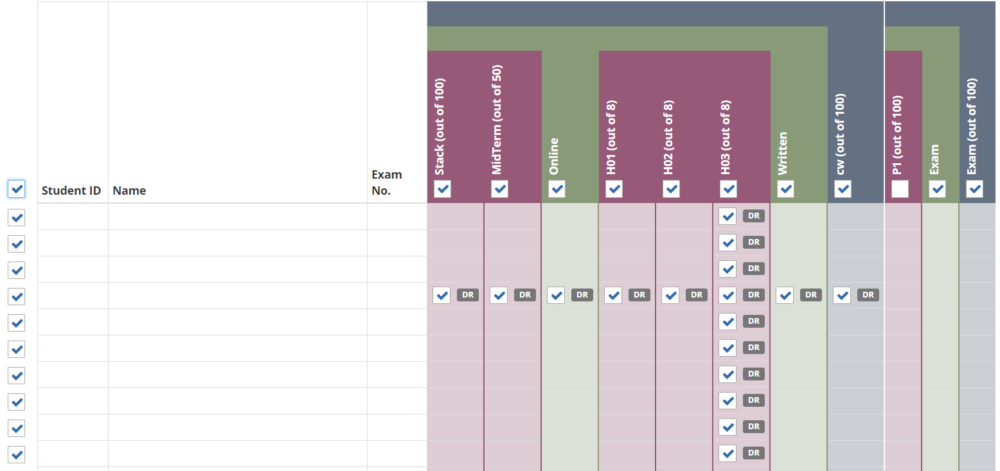 Stack (out of 100)
MidTerm (out of 50)
Online
H01 (out of 8)
H02 (out of 8)
H03 (out of 8)
Written
cw (out of 100)
P1 (out of 100)
Exam
Exam (out of 100)
Student ID
Name
Exam
No.
DR
DR
DR
DR DR DR DR DR DR DR DR
DR
DR
DR
DR
DR
DR